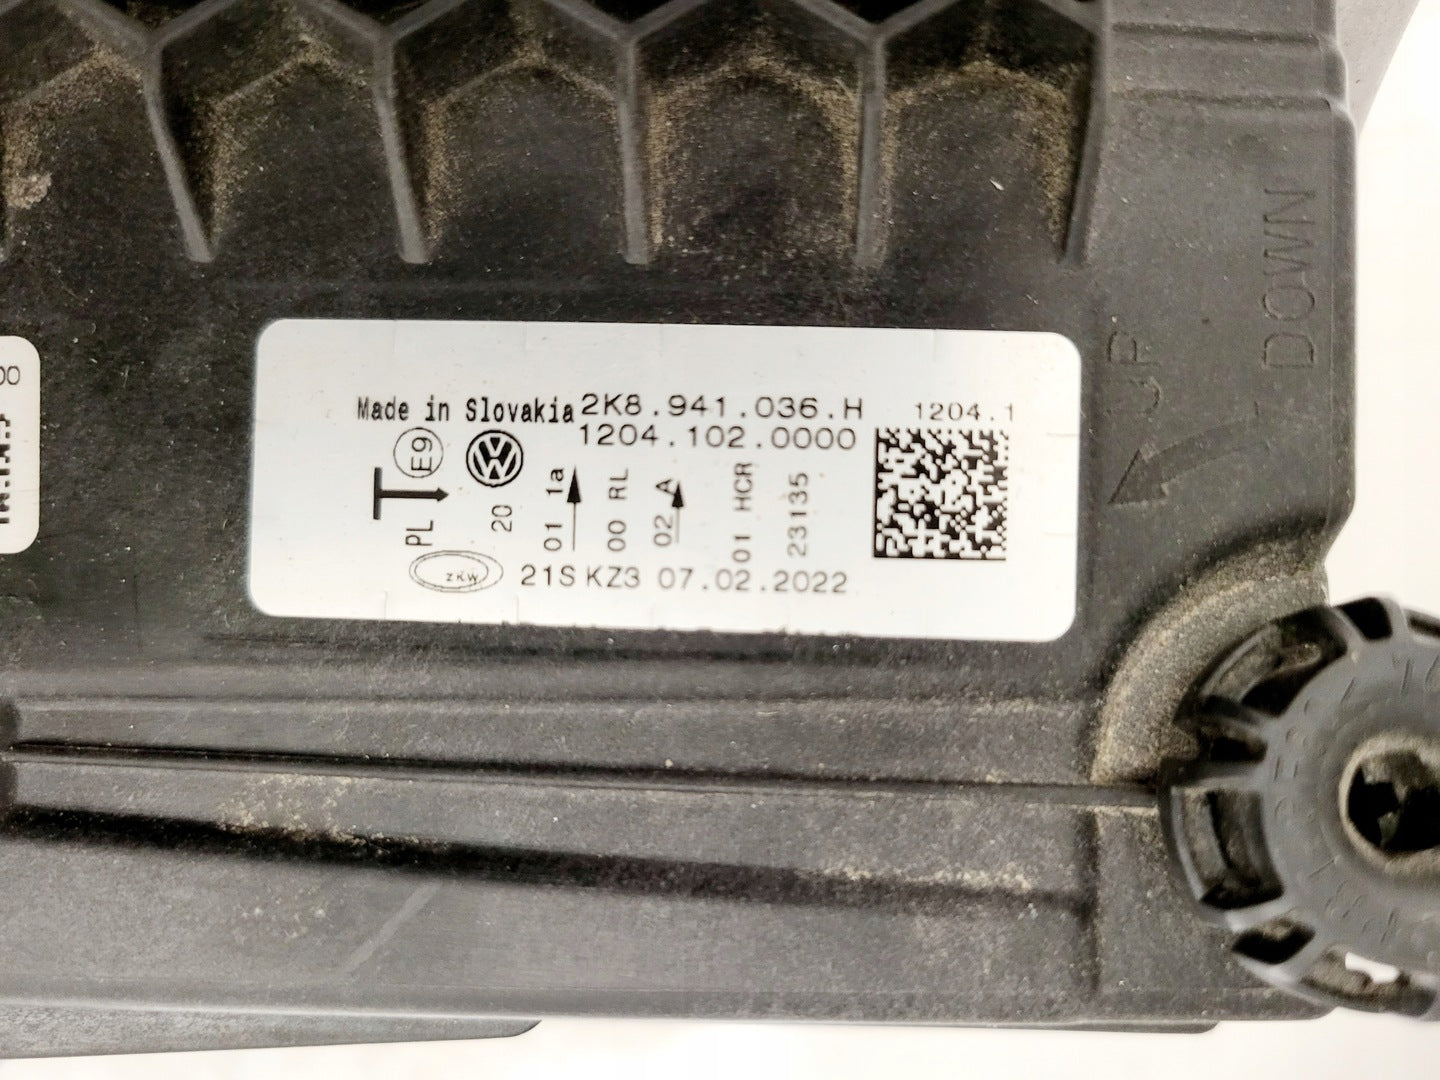 Made in Slovakia 2K8.941.036.H 1204.1
1204.102.0000
E9
T
PL
20
01 1a
00 RL
02 A
01 HCR
23135
ZKW 21S KZ3 07.02.2022
UP
DOWN
00